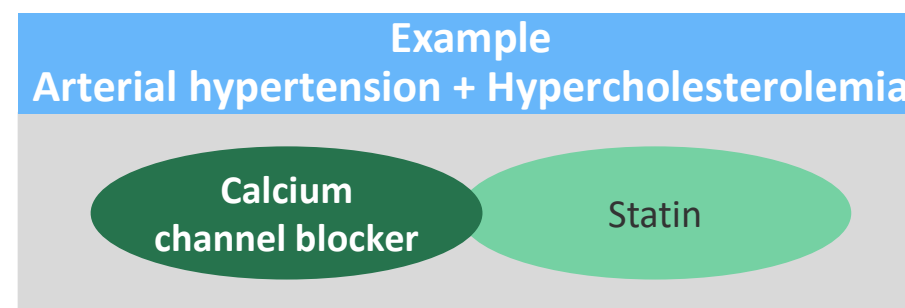 Example
Arterial hypertension + Hypercholesterolemia
Calcium
channel blocker
Statin